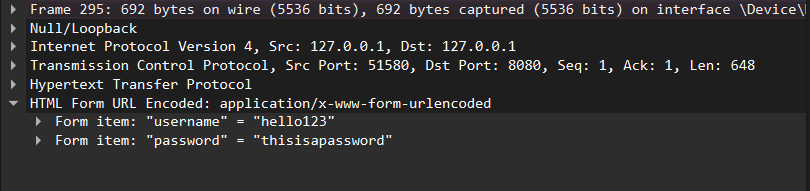 Frame 295: 692 bytes on wire (5536 bits), 692 bytes captured (5536 bits) on interface \Device\
Null/Loopback
Internet Protocol Version 4, Src: 127.0.0.1, Dst: 127.0.0.1
Transmission Control Protocol, Src Port: 51580, Dst Port: 8080, Seq: 1, Ack: 1, Len: 648
Hypertext Transfer Protocol
HTML Form URL Encoded: application/x-www-form-urlencoded
Form item: "username" = "hello123"
Form item: "password" = "thisisapassword"